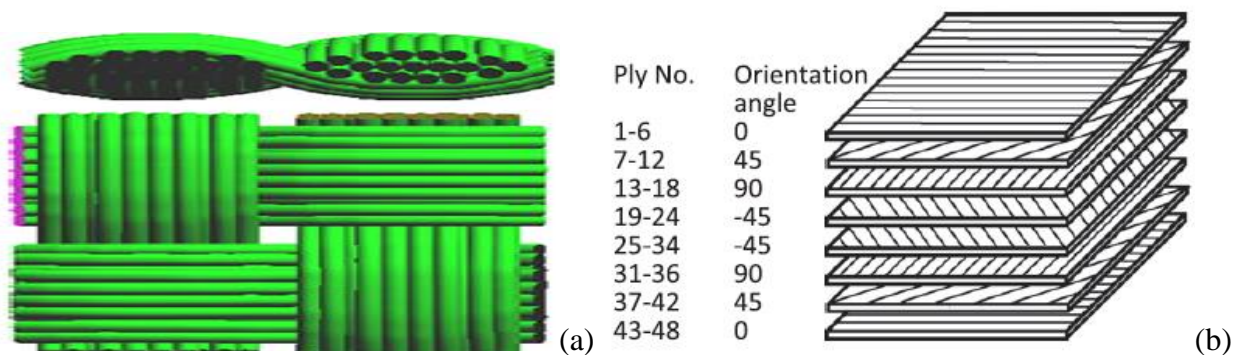 Ply No. Orientation
angle
1-6 0
7-12 45
13-18 90
19-24 -45
25-34 -45
31-36 90
37-42 45
43-48 0
(a) (b)